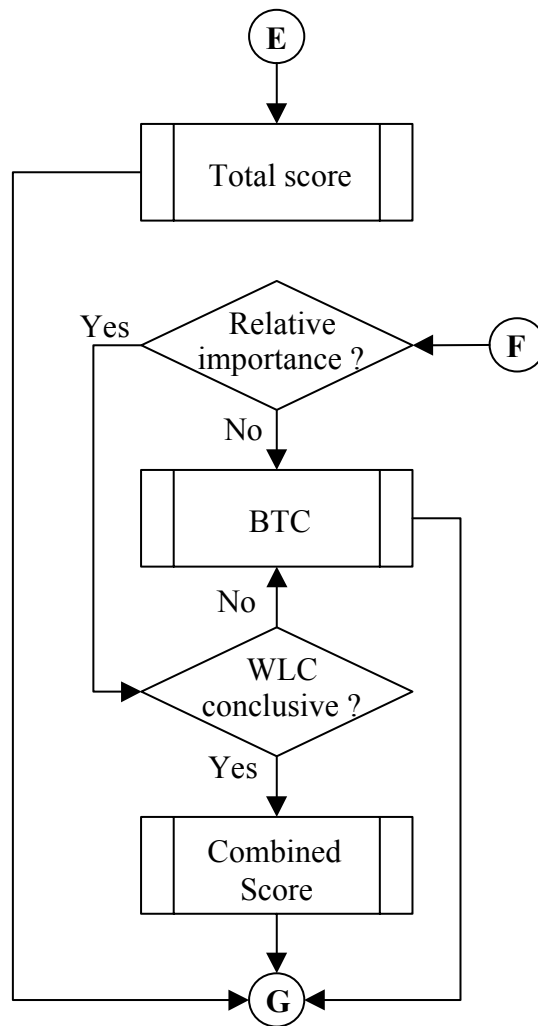 E
Total score
Yes
Relative
importance ?
F
No
BTC
No
WLC
conclusive ?
Yes
Combined
Score
G